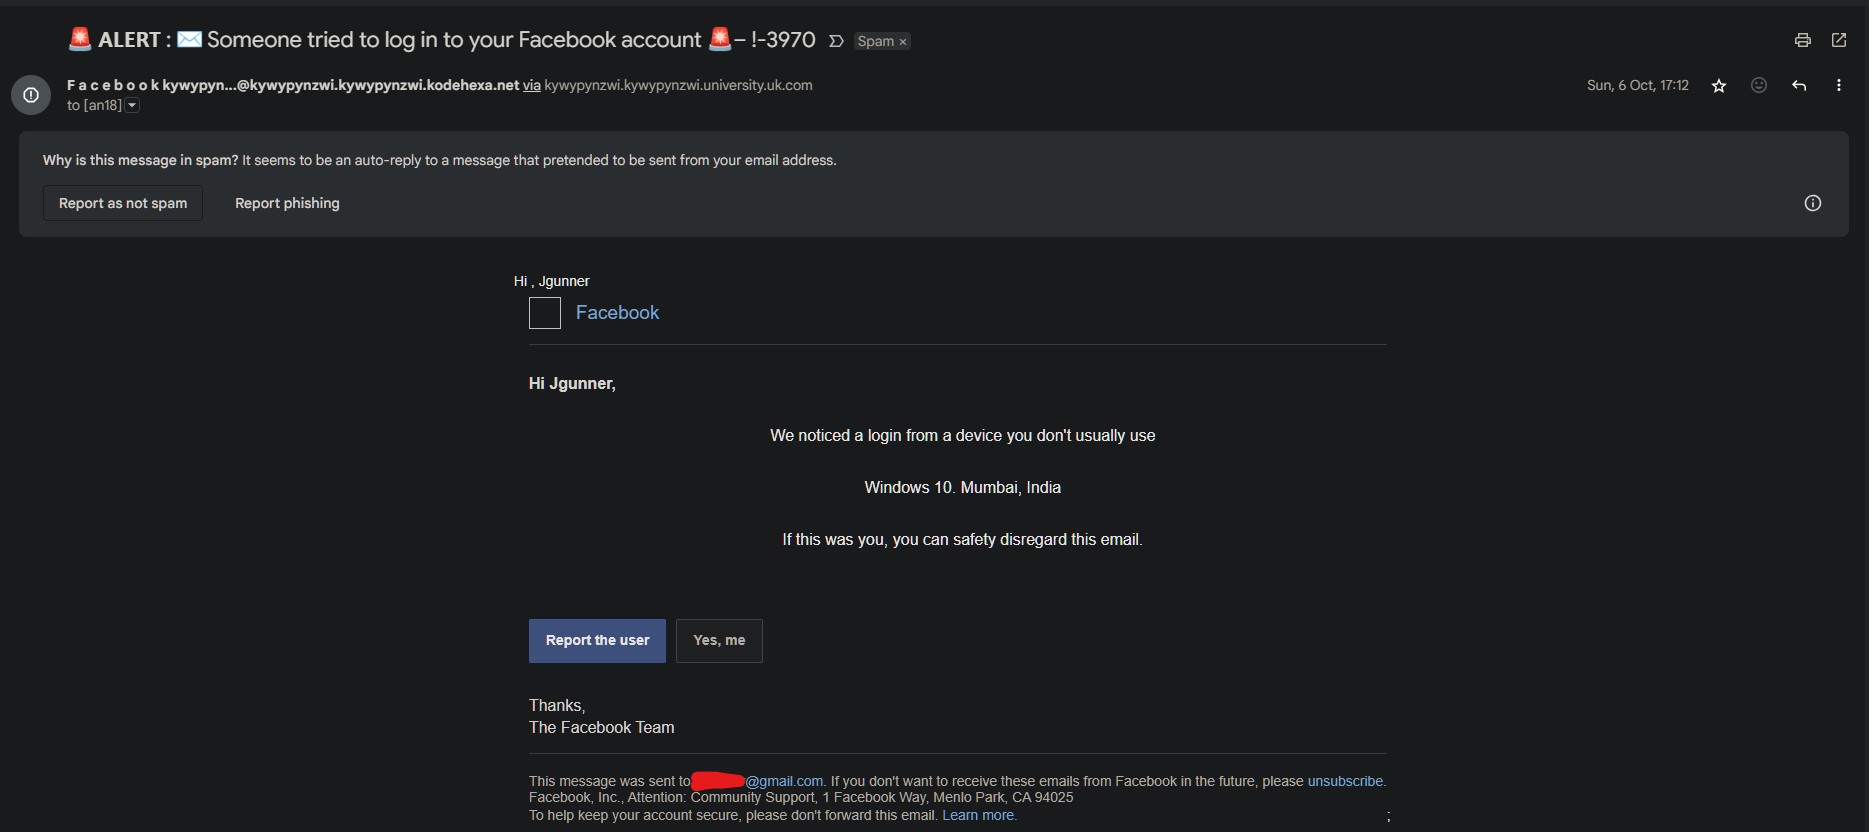 🚨 ALERT : ✉️ Someone tried to log in to your Facebook account 🚨– !-3970 Spam ×
F a c e b o o k kywypyn...@kywypynzwi.kywypynzwi.kodehexa.net via kywypynzwi.kywypynzwi.university.uk.com Sun, 6 Oct, 17:12
to [an18]
Why is this message in spam? It seems to be an auto-reply to a message that pretended to be sent from your email address.
Report as not spam Report phishing
Hi , Jgunner
Facebook
Hi Jgunner,
We noticed a login from a device you don't usually use
Windows 10. Mumbai, India
If this was you, you can safety disregard this email.
Report the user Yes, me
Thanks,
The Facebook Team
This message was sent to @gmail.com. If you don't want to receive these emails from Facebook in the future, please unsubscribe.
Facebook, Inc., Attention: Community Support, 1 Facebook Way, Menlo Park, CA 94025
To help keep your account secure, please don't forward this email. Learn more. ;